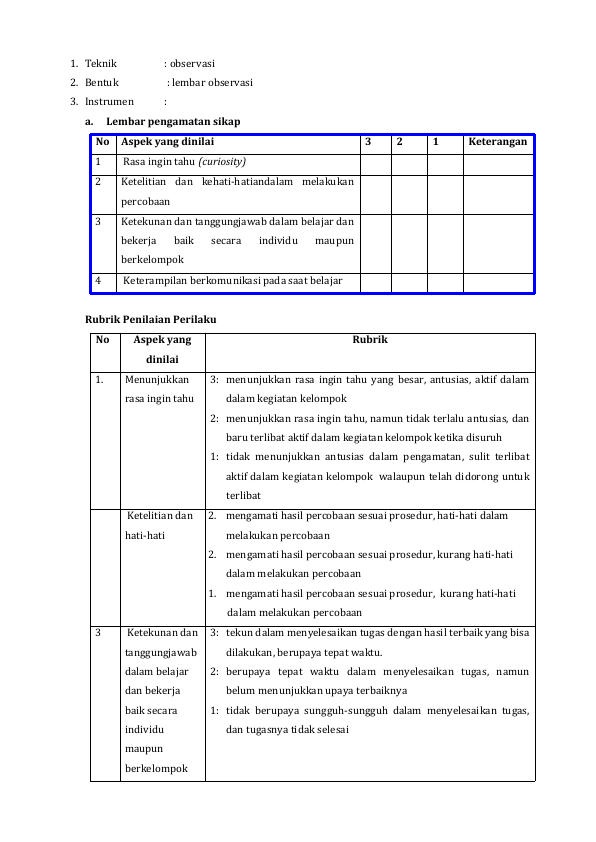 1. Teknik : observasi
2. Bentuk : lembar observasi
3. Instrumen :
a. Lembar pengamatan sikap
No Aspek yang dinilai 3 2 1 Keterangan
1 Rasa ingin tahu (curiosity)
2 Ketelitian dan kehati-hatiandalam melakukan
percobaan
3 Ketekunan dan tanggungjawab dalam belajar dan
bekerja baik secara individu maupun
berkelompok
4 Keterampilan berkomunikasi pada saat belajar
Rubrik Penilaian Perilaku
No Aspek yang Rubrik
dinilai
1. Menunjukkan 3: menunjukkan rasa ingin tahu yang besar, antusias, aktif dalam
rasa ingin tahu dalam kegiatan kelompok
2: menunjukkan rasa ingin tahu, namun tidak terlalu antusias, dan
baru terlibat aktif dalam kegiatan kelompok ketika disuruh
1: tidak menunjukkan antusias dalam pengamatan, sulit terlibat
aktif dalam kegiatan kelompok walaupun telah didorong untuk
terlibat
Ketelitian dan 2. mengamati hasil percobaan sesuai prosedur, hati-hati dalam
hati-hati melakukan percobaan
2. mengamati hasil percobaan sesuai prosedur, kurang hati-hati
dalam melakukan percobaan
1. mengamati hasil percobaan sesuai prosedur, kurang hati-hati
dalam melakukan percobaan
3 Ketekunan dan 3: tekun dalam menyelesaikan tugas dengan hasil terbaik yang bisa
tanggungjawab dilakukan, berupaya tepat waktu.
dalam belajar 2: berupaya tepat waktu dalam menyelesaikan tugas, namun
dan bekerja belum menunjukkan upaya terbaiknya
baik secara 1: tidak berupaya sungguh-sungguh dalam menyelesaikan tugas,
individu dan tugasnya tidak selesai
maupun
berkelompok